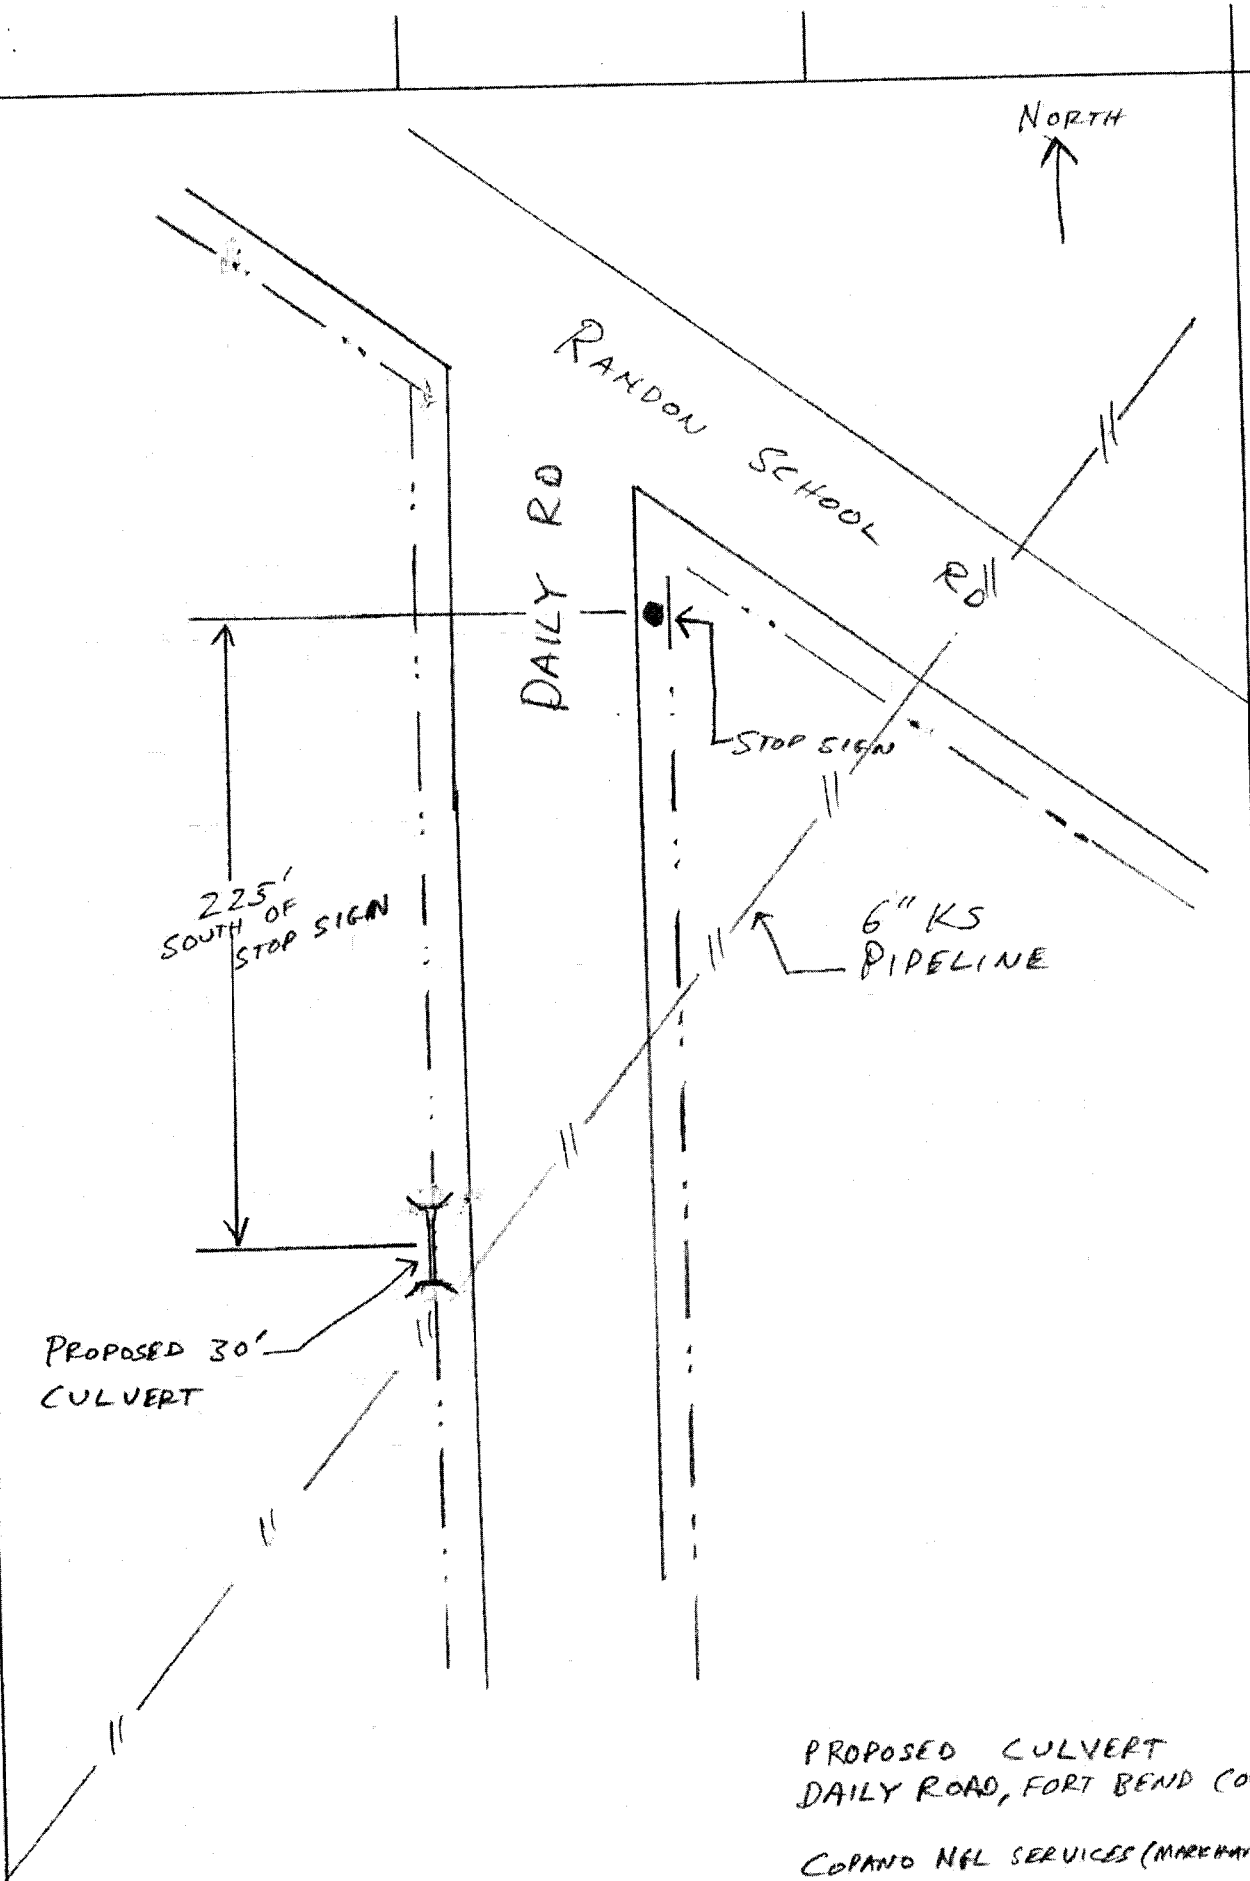 NORTH
RANDON SCHOOL RD
DAILY RD
STOP SIGN
225'
SOUTH OF
STOP SIGN
6" KS
PIPELINE
PROPOSED 30'
CULVERT
PROPOSED CULVERT
DAILY ROAD, FORT BEND CO
COPANO NGL SERVICES (MARKHAM